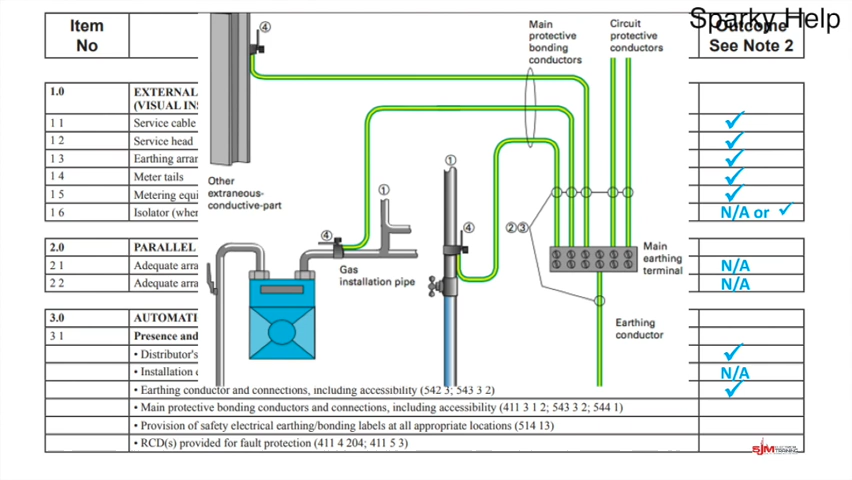 Sparky Help
Item
No
Outcome
See Note 2
1.0 EXTERNAL
(VISUAL INS
1 1 Service cable
1 2 Service head
1 3 Earthing arran
1 4 Meter tails
1 5 Metering equi
1 6 Isolator (wher N/A or
2.0 PARALLEL
2 1 Adequate arra N/A
2 2 Adequate arra N/A
3.0 AUTOMATI
3 1 Presence and
• Distributor's
• Installation e N/A
• Earthing conductor and connections, including accessibility (542 3; 543 3 2)
• Main protective bonding conductors and connections, including accessibility (411 3 1 2; 543 3 2; 544 1)
• Provision of safety electrical earthing/bonding labels at all appropriate locations (514 13)
• RCD(s) provided for fault protection (411 4 204; 411 5 3)
④
Main
protective
bonding
conductors
Circuit
protective
conductors
Other
extraneous-
conductive-part
①
④
Gas
installation pipe
①
④
②③
Main
earthing
terminal
Earthing
conductor
SJM